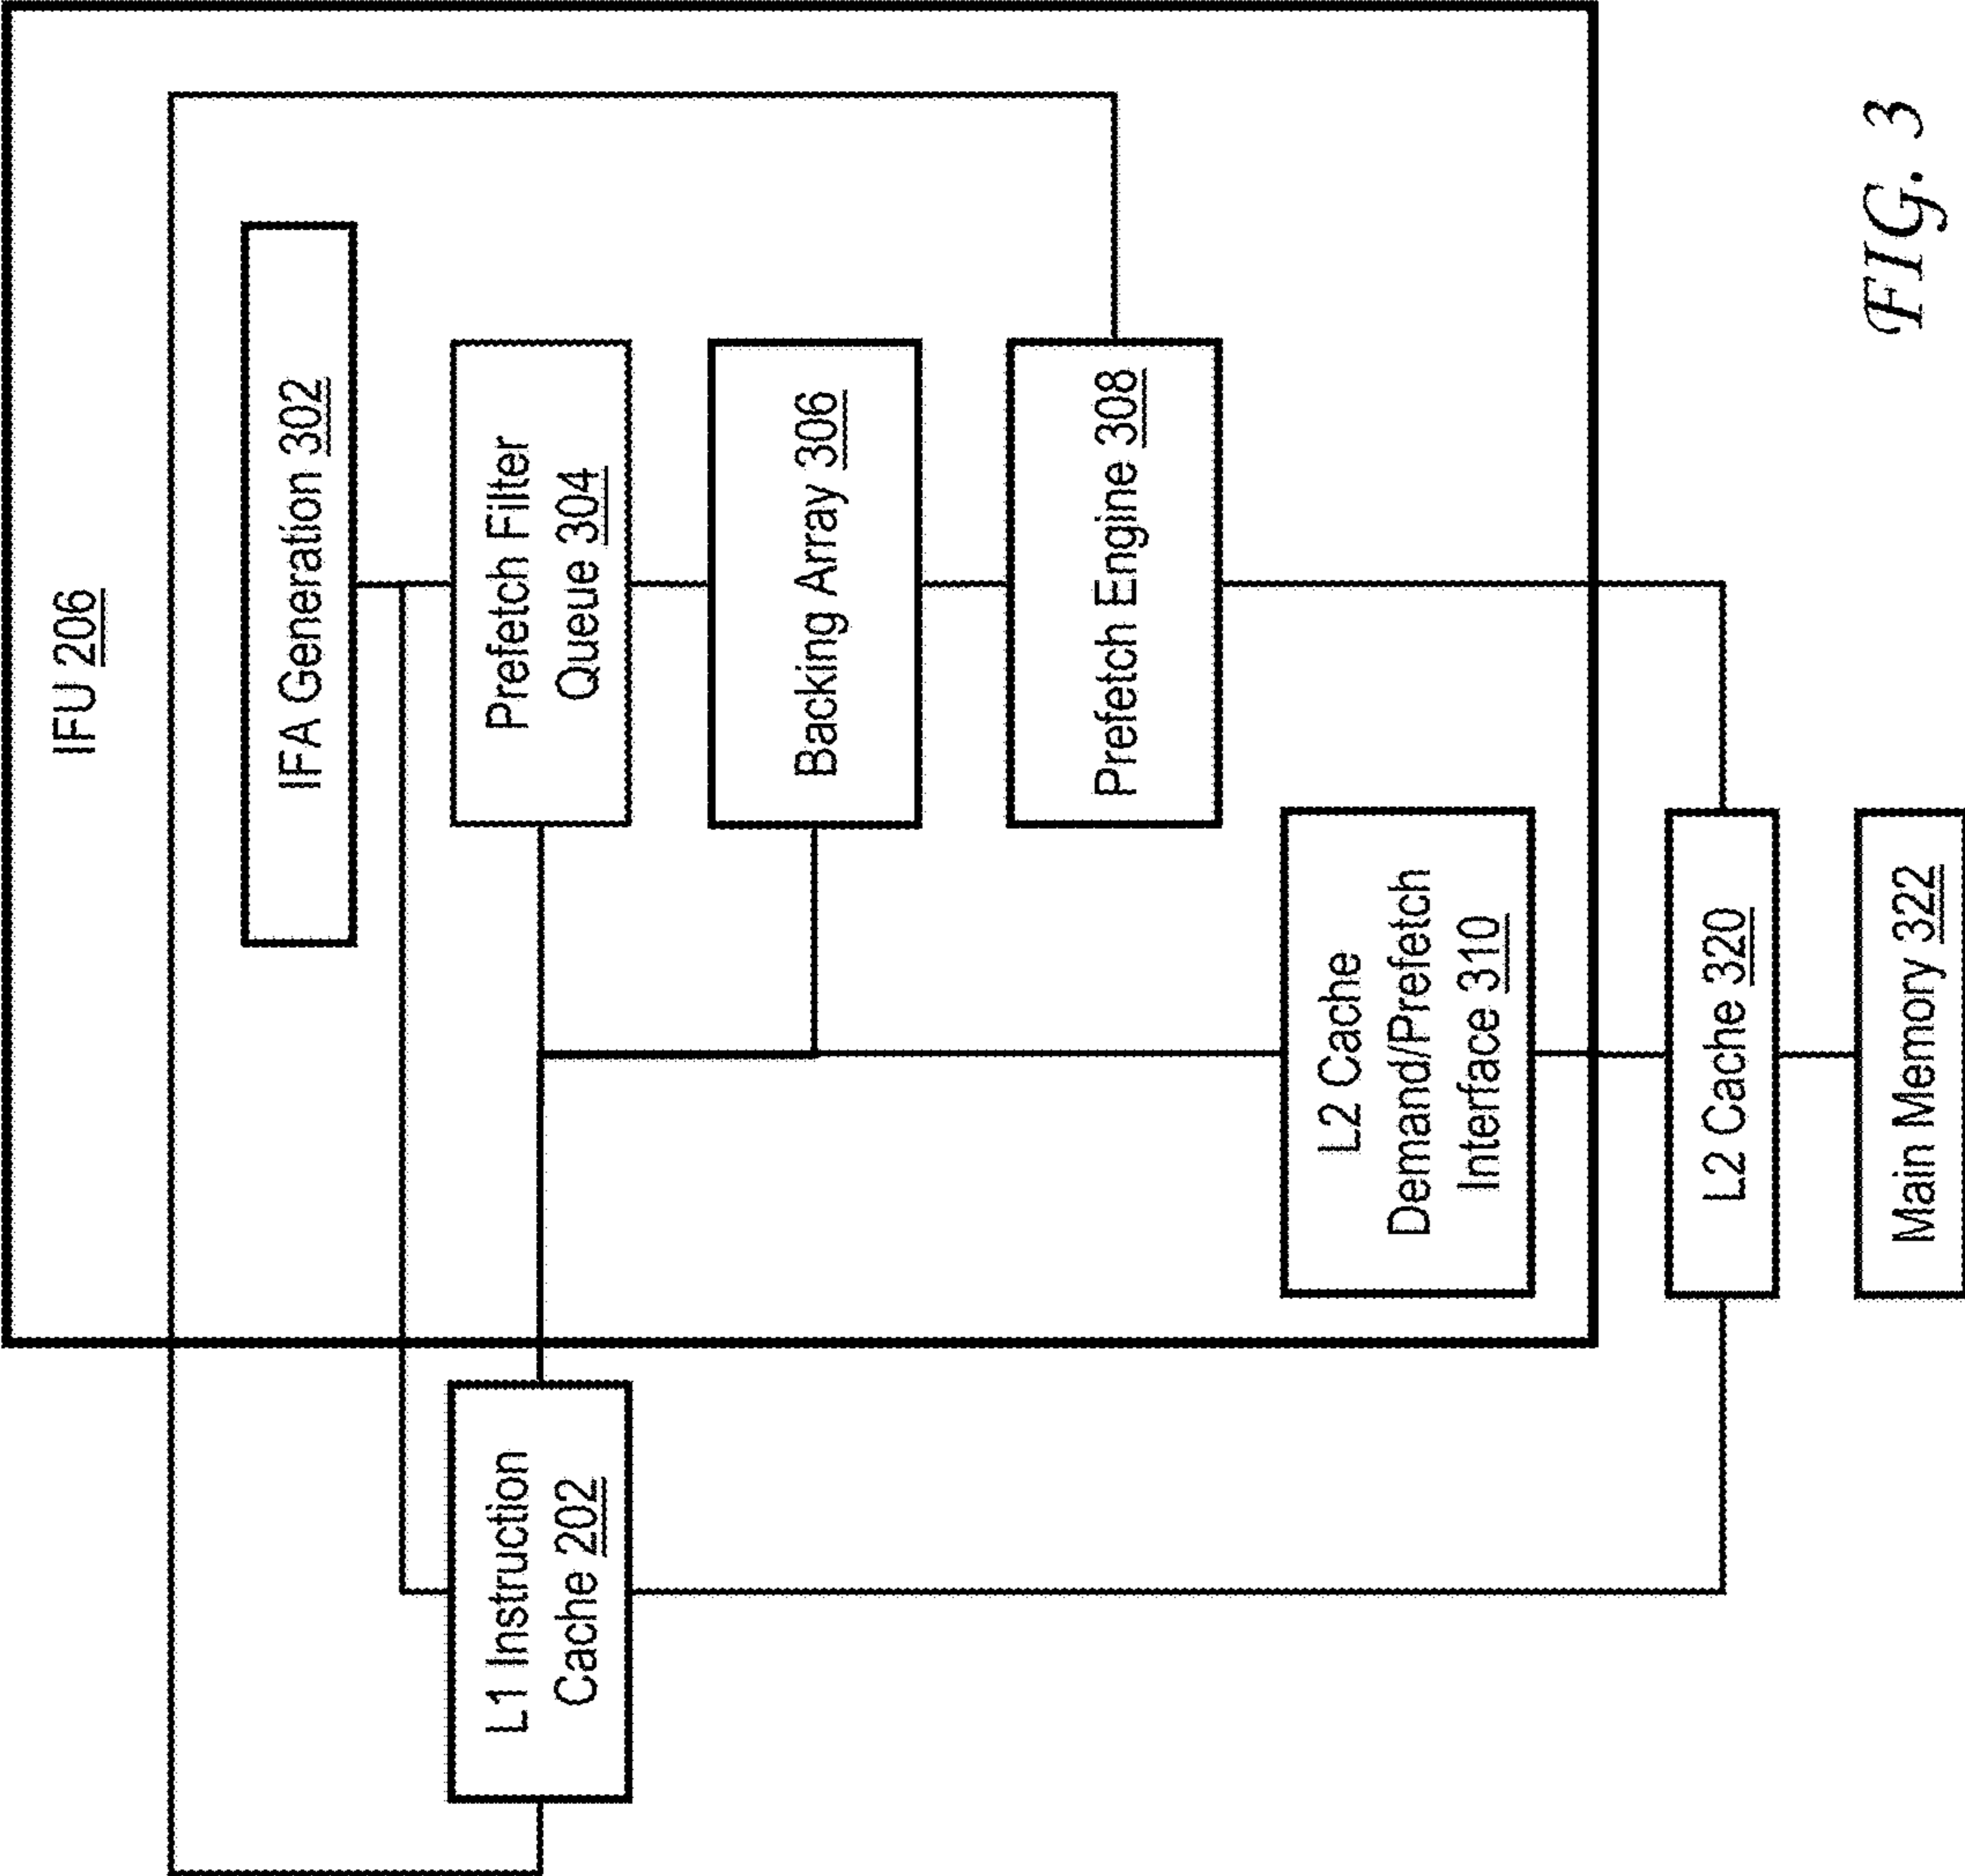 IFU 206
IFA Generation 302
L1 Instruction
Cache 202
Prefetch Filter
Queue 304
Backing Array 306
Prefetch Engine 308
L2 Cache
Demand/Prefetch
Interface 310
L2 Cache 320
Main Memory 322
FIG. 3